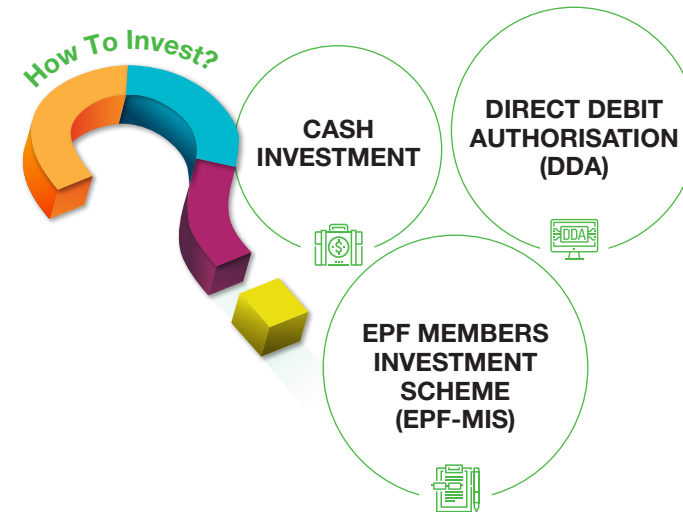 How To Invest?
CASH
INVESTMENT
DIRECT DEBIT
AUTHORISATION
(DDA)
DDA
EPF MEMBERS
INVESTMENT
SCHEME
(EPF-MIS)